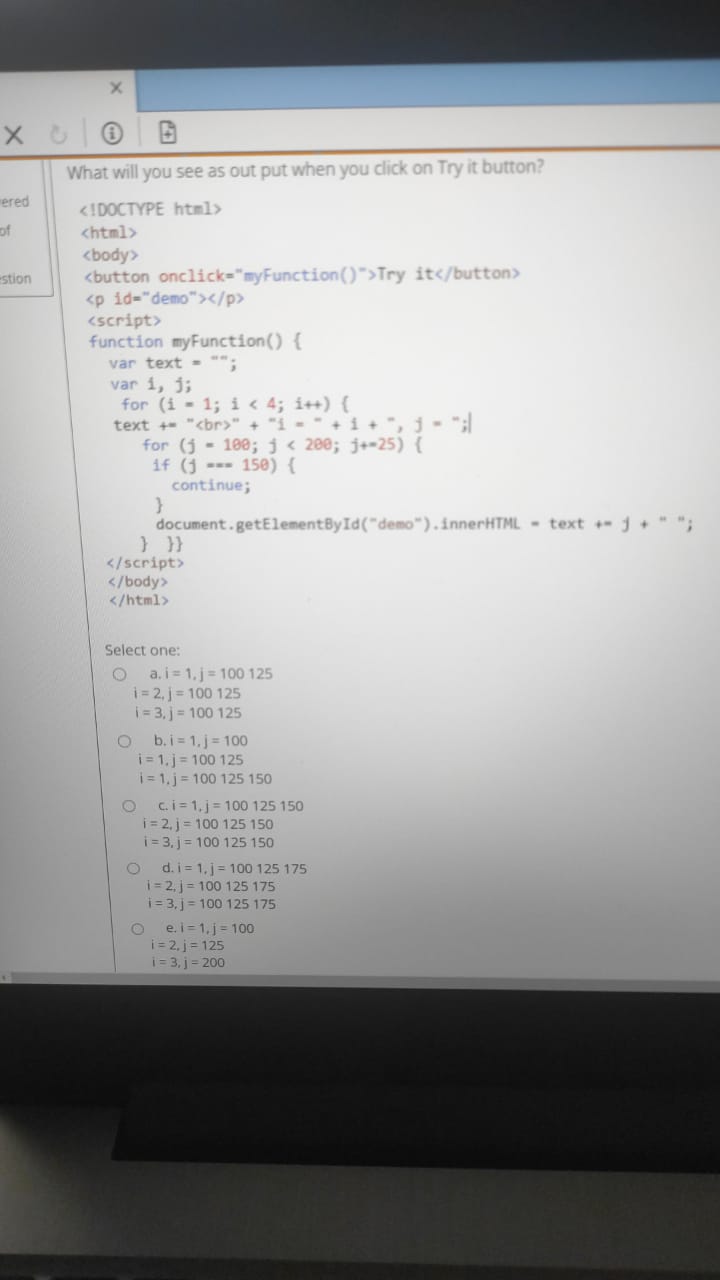 What will you see as out put when you click on Try it button?
ered
of
estion
<!DOCTYPE html>
<html>
<body>
<button onclick="myFunction()">Try it</button>
<p id="demo"></p>
<script>
function myFunction() {
var text = "";
var i, j;
for (i = 1; i < 4; i++) {
text += "<br>" + "i = " + i + ", j = ";
for (j = 100; j < 200; j+=25) {
if (j === 150) {
continue;
}
document.getElementById("demo").innerHTML = text += j + " ";
} }}
</script>
</body>
</html>
Select one:
a. i = 1, j = 100 125
i = 2, j = 100 125
i = 3, j = 100 125
b. i = 1, j = 100
i = 1, j = 100 125
i = 1, j = 100 125 150
c. i = 1, j = 100 125 150
i = 2, j = 100 125 150
i = 3, j = 100 125 150
d. i = 1, j = 100 125 175
i = 2, j = 100 125 175
i = 3, j = 100 125 175
e. i = 1, j = 100
i = 2, j = 125
i = 3, j = 200